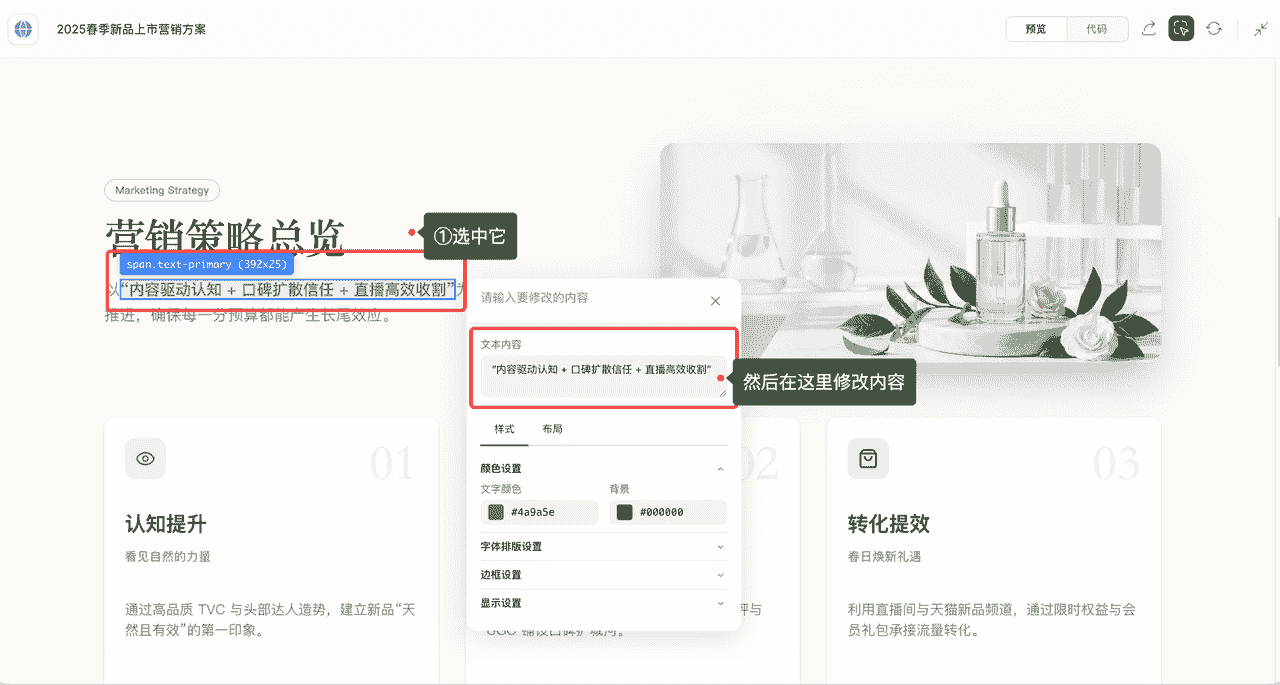 2025春季新品上市营销方案
预览
代码
Marketing Strategy
营销策略总览
①选中它
span.text-primary (392x25)
以“内容驱动认知 + 口碑扩散信任 + 直播高效收割”
推进，确保每一分预算都能产生长尾效应。
请输入要修改的内容
文本内容
“内容驱动认知 + 口碑扩散信任 + 直播高效收割”
然后在这里修改内容
样式
布局
颜色设置
文字颜色
背景
#4a9a5e
#000000
字体排版设置
边框设置
显示设置
01
认知提升
看见自然的力量
通过高品质 TVC 与头部达人造势，建立新品“天
然且有效”的第一印象。
02
评与
UGC 铺设口碑护城河。
03
转化提效
春日焕新礼遇
利用直播间与天猫新品频道，通过限时权益与会
员礼包承接流量转化。